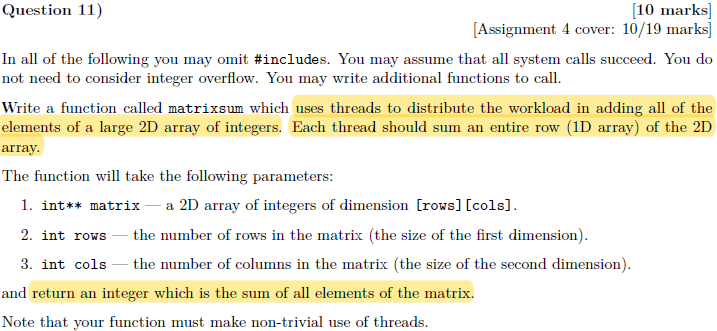 Question 11)
[10 marks]
[Assignment 4 cover: 10/19 marks]
In all of the following you may omit #includes. You may assume that all system calls succeed. You do
not need to consider integer overflow. You may write additional functions to call.
Write a function called matrixsum which uses threads to distribute the workload in adding all of the
elements of a large 2D array of integers. Each thread should sum an entire row (1D array) of the 2D
array.
The function will take the following parameters:
1. int** matrix — a 2D array of integers of dimension [rows][cols].
2. int rows — the number of rows in the matrix (the size of the first dimension).
3. int cols — the number of columns in the matrix (the size of the second dimension).
and return an integer which is the sum of all elements of the matrix.
Note that your function must make non-trivial use of threads.